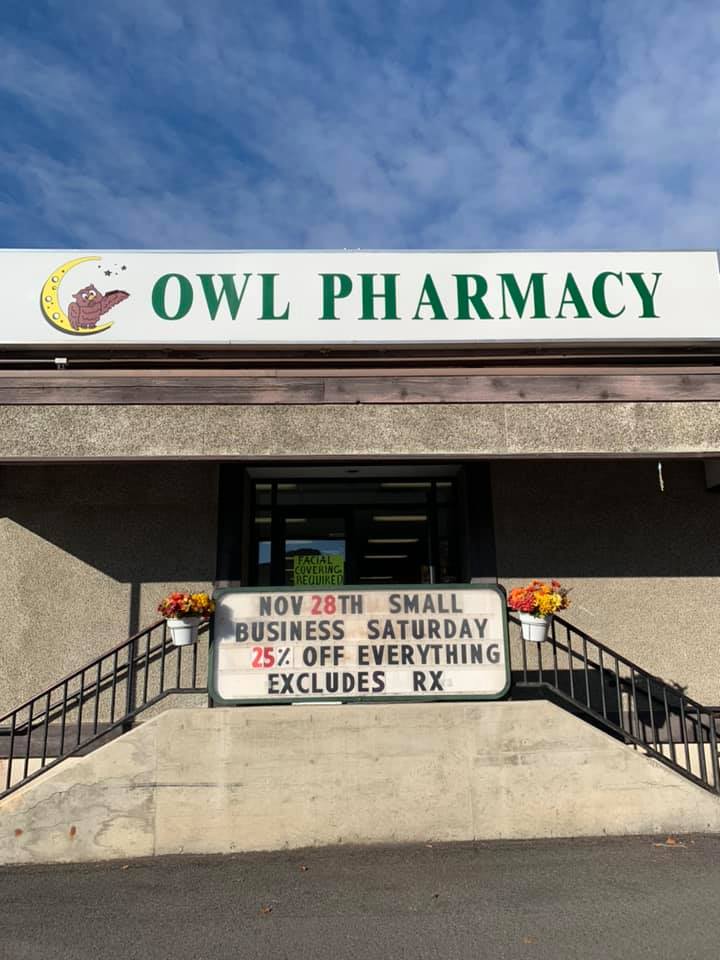 OWL PHARMACY
FACIAL
COVERING
REQUIRED
NOV 28TH SMALL
BUSINESS SATURDAY
25% OFF EVERYTHING
EXCLUDES RX